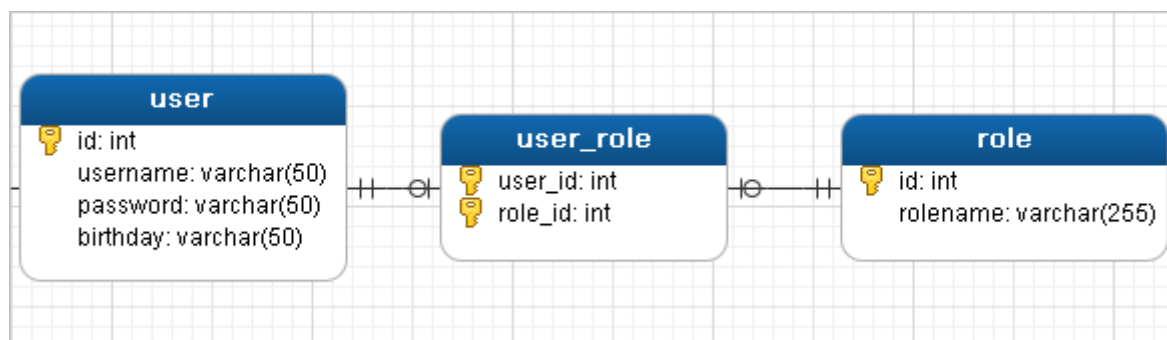 user
id: int
username: varchar(50)
password: varchar(50)
birthday: varchar(50)
user_role
user_id: int
role_id: int
role
id: int
rolename: varchar(255)